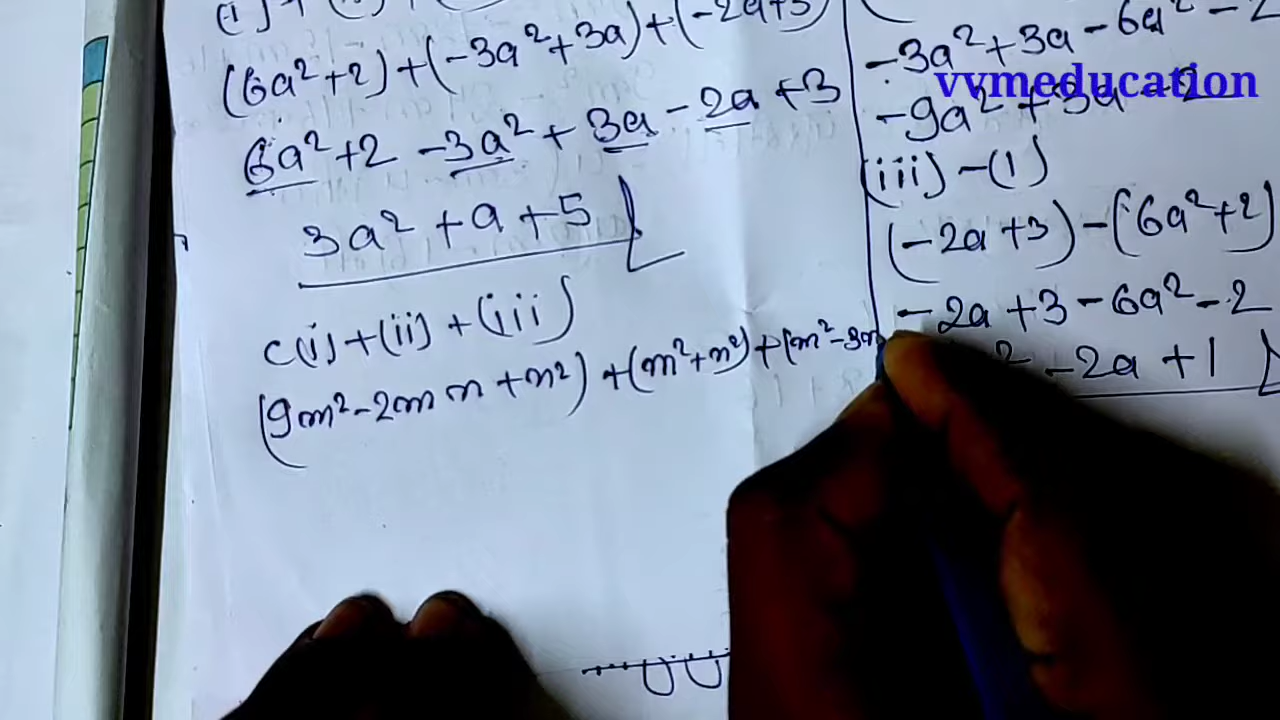 (6a²+2)+(-3a²+3a)+(-2a+3)
6a²+2 -3a² + 3a - 2a + 3
3a² + a + 5
c(i)+(ii)+(iii)
(9m²-2mn+n²)+(m²+n²)+(m²-3m
-3a²+3a-6a²-2
vvmeducation
-9a²+3a-2
(iii)-(i)
(-2a+3)-(6a²+2)
-2a+3-6a²-2
-2a+1